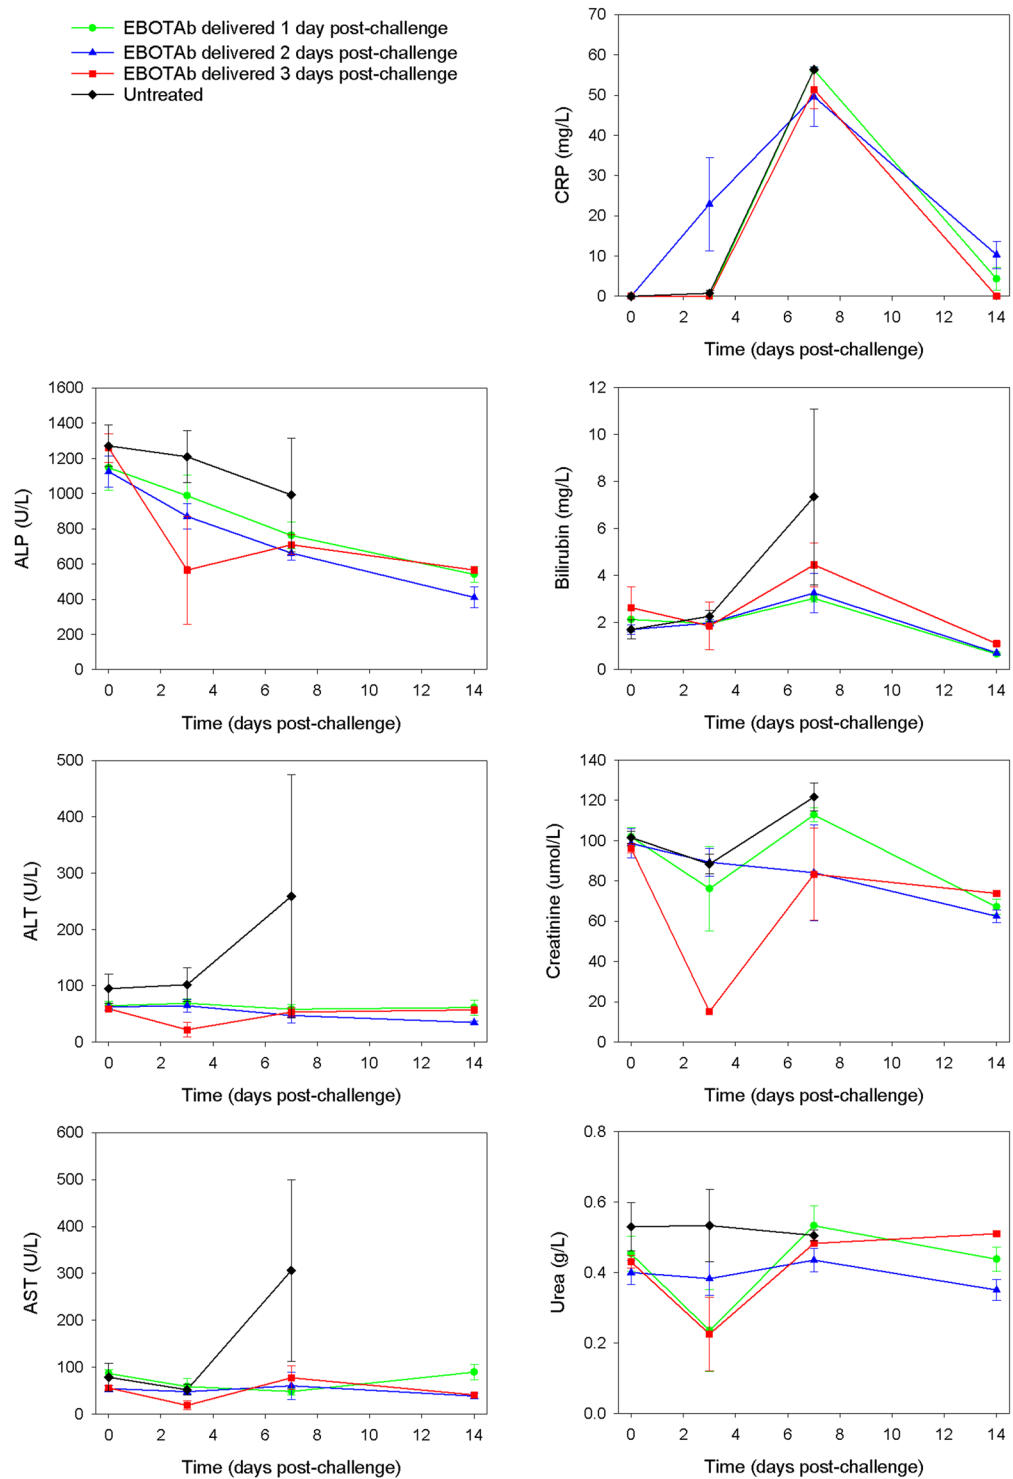 EBOTAb delivered 1 day post-challenge
EBOTAb delivered 2 days post-challenge
EBOTAb delivered 3 days post-challenge
Untreated
70
60
50
40
30
20
10
0
CRP (mg/L)
0 2 4 6 8 10 12 14
Time (days post-challenge)
1600
1400
1200
1000
800
600
400
200
0
ALP (U/L)
0 2 4 6 8 10 12 14
Time (days post-challenge)
12
10
8
6
4
2
0
Bilirubin (mg/L)
0 2 4 6 8 10 12 14
Time (days post-challenge)
500
400
300
200
100
0
ALT (U/L)
0 2 4 6 8 10 12 14
Time (days post-challenge)
140
120
100
80
60
40
20
0
Creatinine (umol/L)
0 2 4 6 8 10 12 14
Time (days post-challenge)
600
500
400
300
200
100
0
AST (U/L)
0 2 4 6 8 10 12 14
Time (days post-challenge)
0.8
0.6
0.4
0.2
0.0
Urea (g/L)
0 2 4 6 8 10 12 14
Time (days post-challenge)